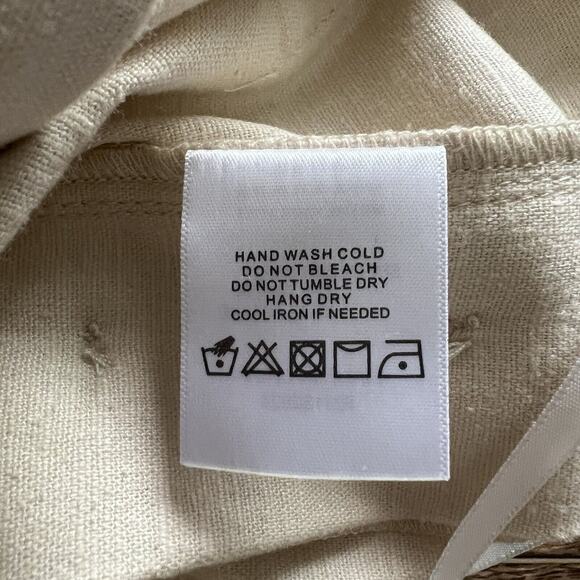 HAND WASH COLD
DO NOT BLEACH
DO NOT TUMBLE DRY
HANG DRY
COOL IRON IF NEEDED